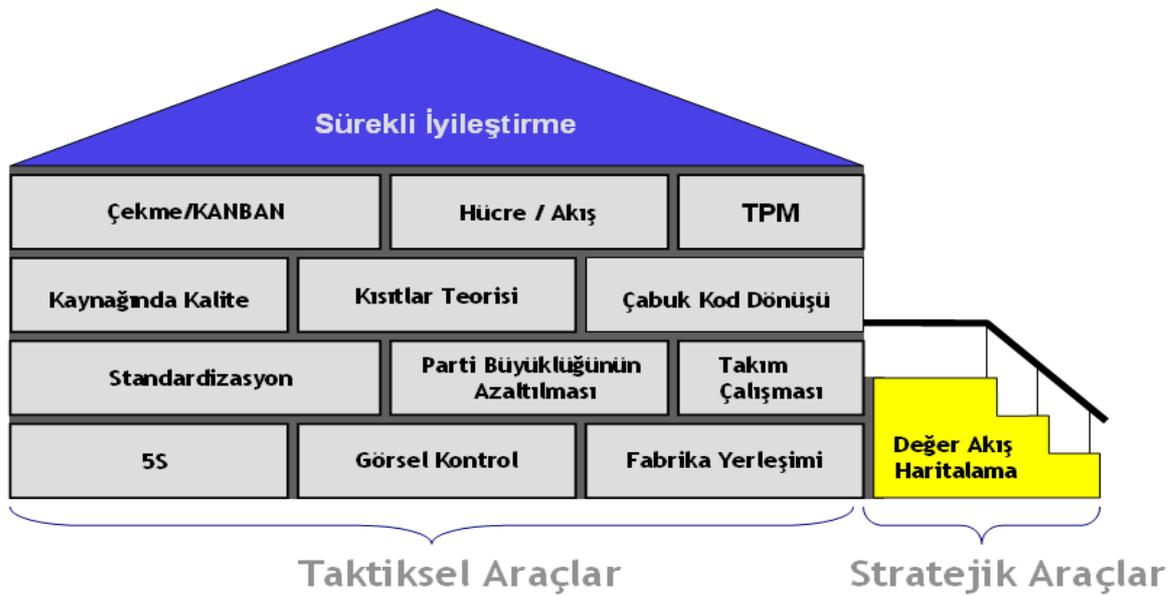 Sürekli İyileştirme
Çekme/KANBAN
Hücre / Akış
TPM
Kaynağında Kalite
Kısıtlar Teorisi
Çabuk Kod Dönüşü
Standardizasyon
Parti Büyüklüğünün
Azaltılması
Takım
Çalışması
5S
Görsel Kontrol
Fabrika Yerleşimi
Değer Akış
Haritalama
Taktiksel Araçlar
Stratejik Araçlar